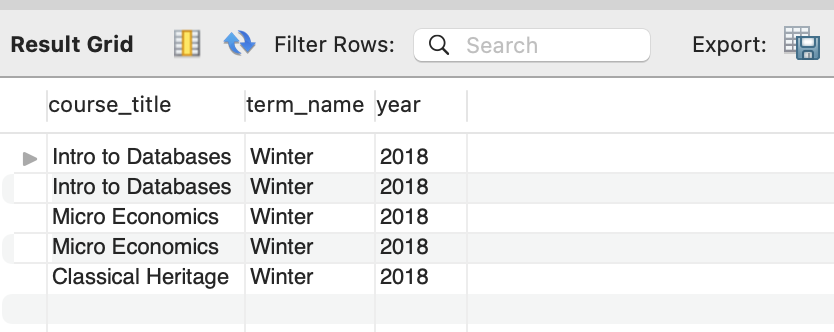 Result Grid Filter Rows: Search Export:
course_title term_name year
Intro to Databases Winter 2018
Intro to Databases Winter 2018
Micro Economics Winter 2018
Micro Economics Winter 2018
Classical Heritage Winter 2018